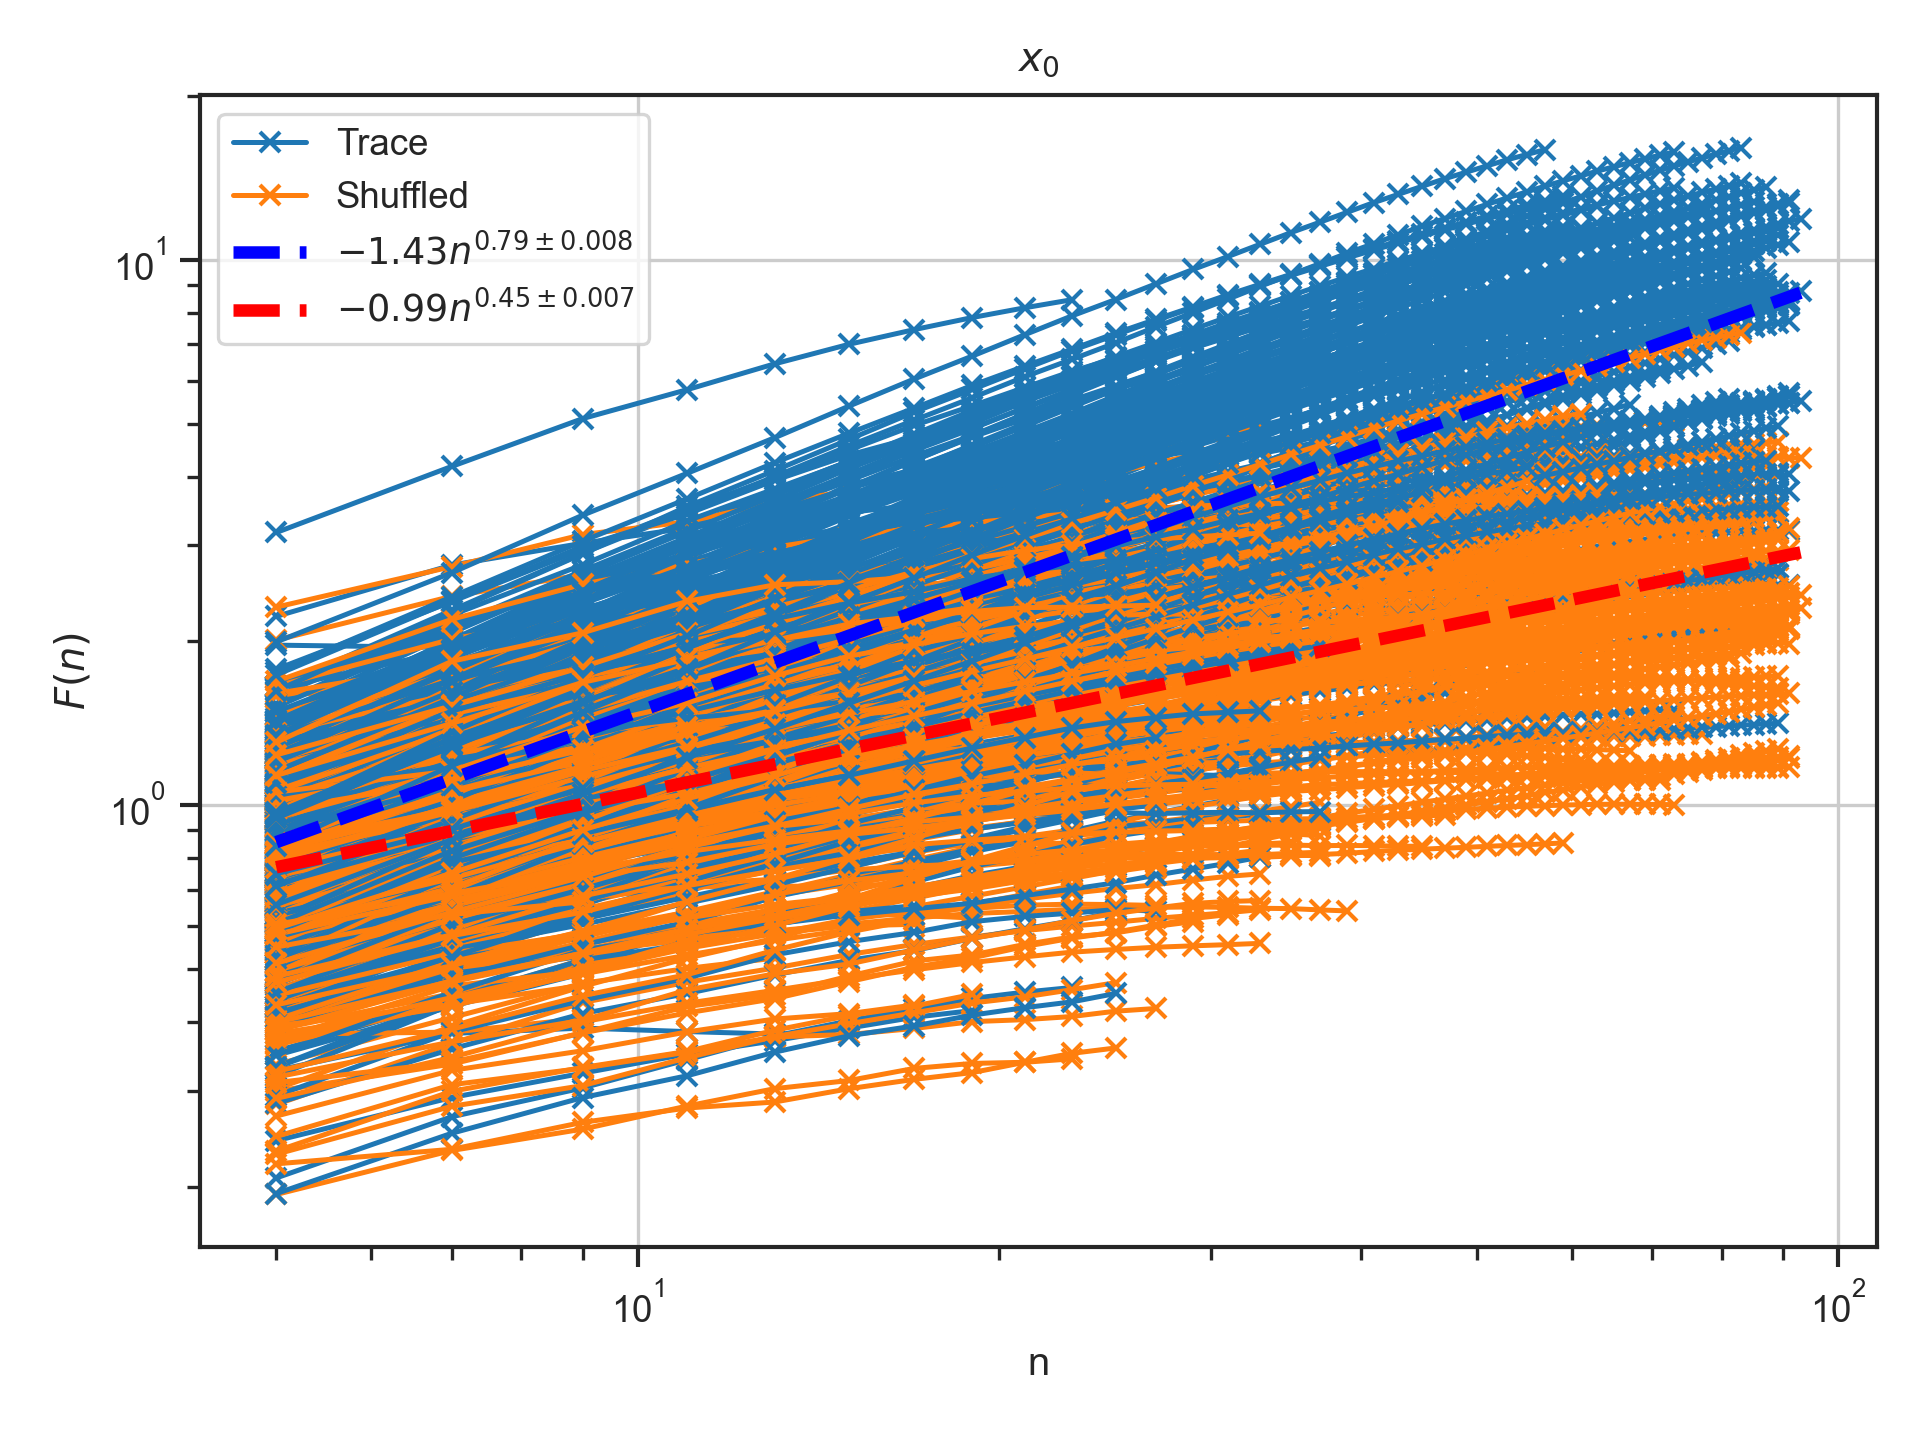 x₀
Trace
Shuffled
−1.43n^{0.79±0.008}
−0.99n^{0.45±0.007}
10¹
10⁰
F(n)
10¹ 10²
n